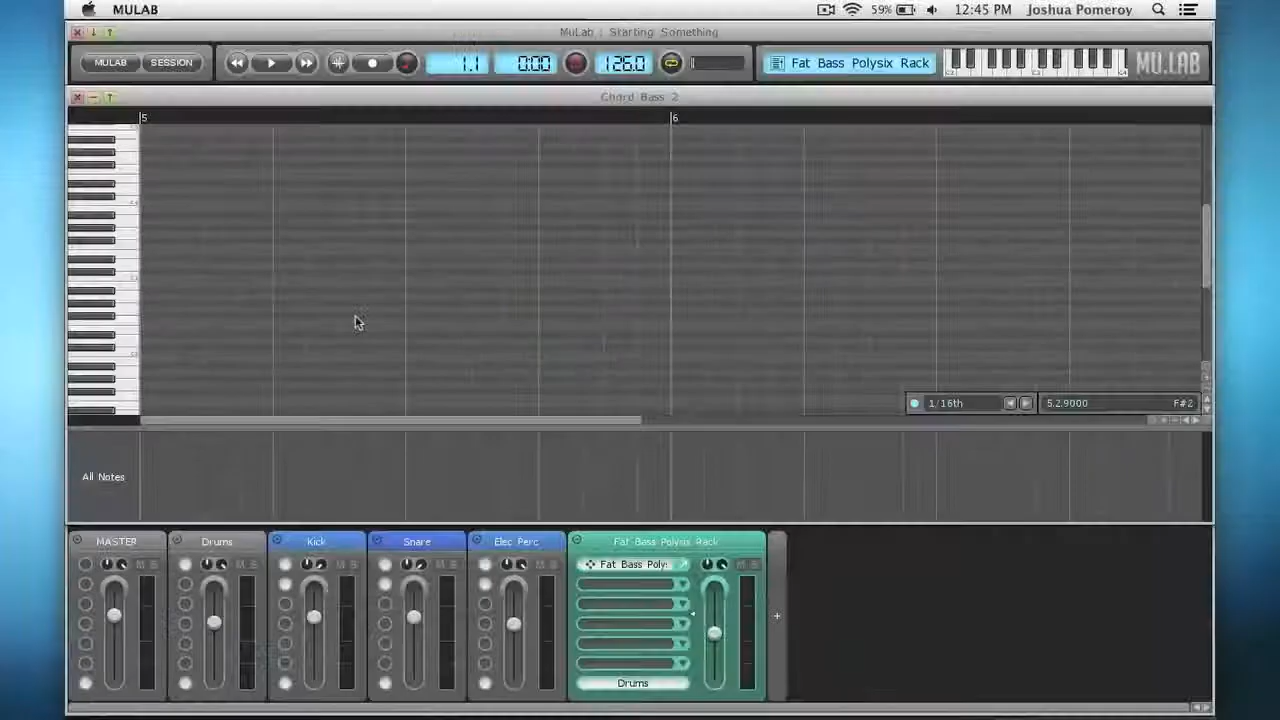 MULAB 59% 12:45 PM Joshua Pomeroy
MuLab : Starting Something
MULAB SESSION 1.1 0:00 126.0 Fat Bass Polysix Rack MU.LAB
Chord Bass 2
5 6
1/16th 5.2.9000 F#2
All Notes
MASTER Drums Kick Snare Elec Perc Fat Bass Polysix Rack
M S M S M S M S M S Fat Bass Polys M S
+
Drums